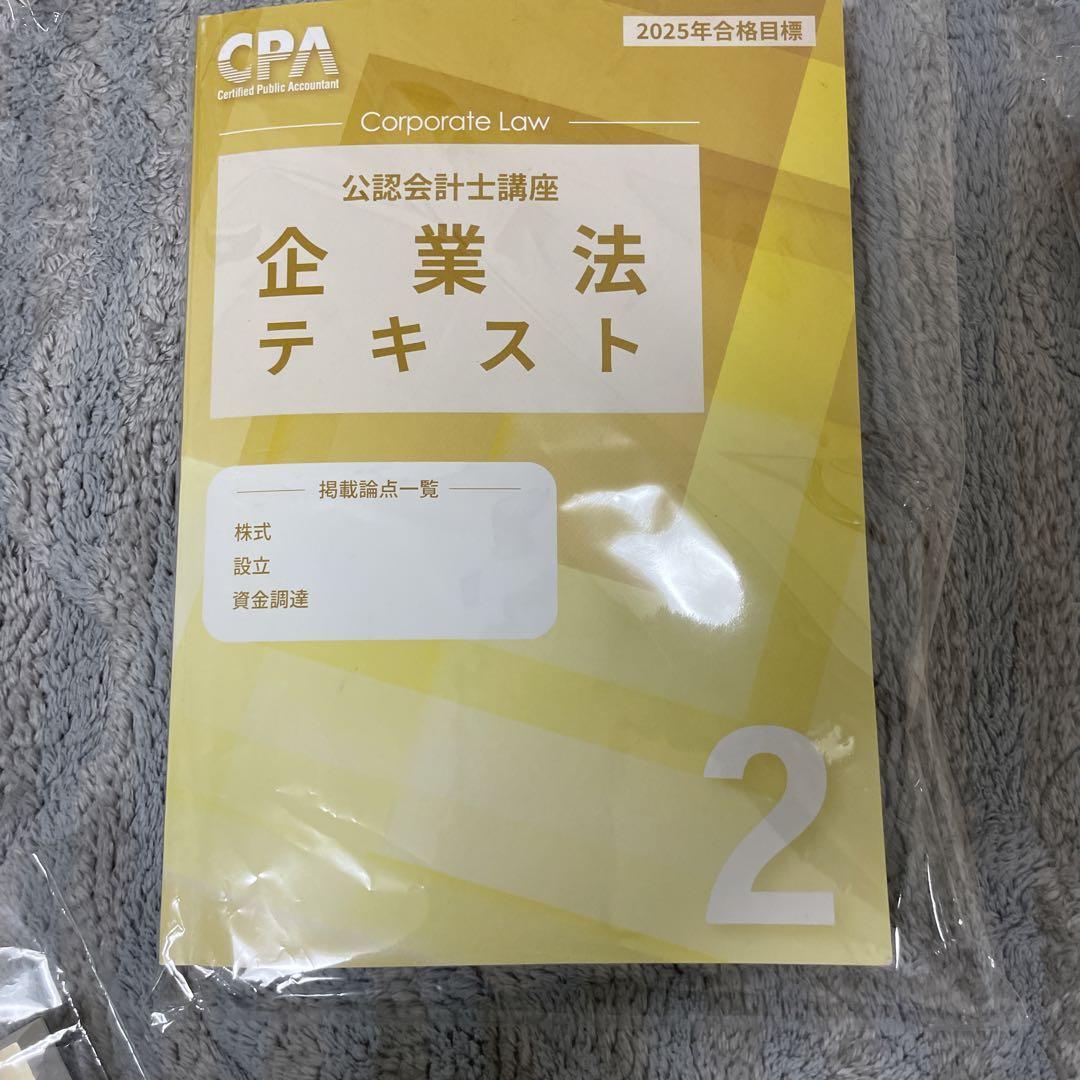 CPA
Certified Public Accountant
2025年合格目標
Corporate Law
公認会計士講座
企業法
テキスト
掲載論点一覧
株式
設立
資金調達
2